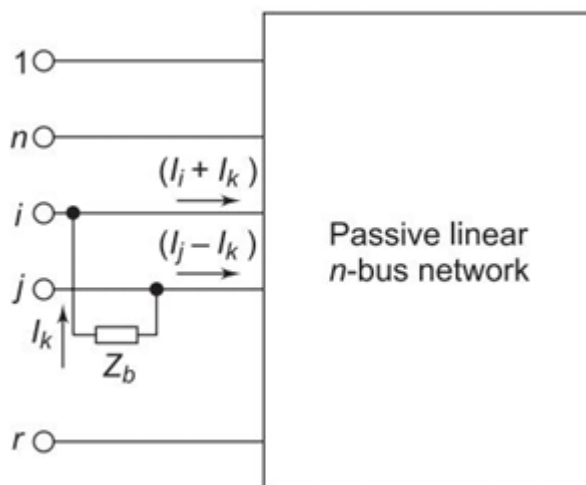 1
n
(I_i + I_k)
i
(I_j – I_k)
j
I_k
Z_b
r
Passive linear
n-bus network